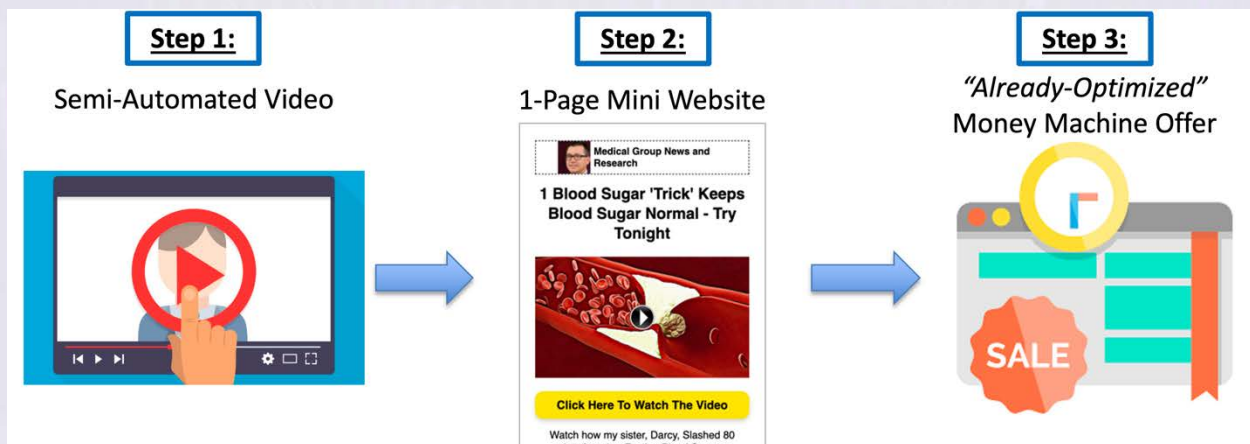 Step 1:
Semi-Automated Video
Step 2:
1-Page Mini Website
Medical Group News and
Research
1 Blood Sugar 'Trick' Keeps
Blood Sugar Normal - Try
Tonight
Click Here To Watch The Video
Watch how my sister, Darcy, Slashed 80
Step 3:
“Already-Optimized”
Money Machine Offer
SALE